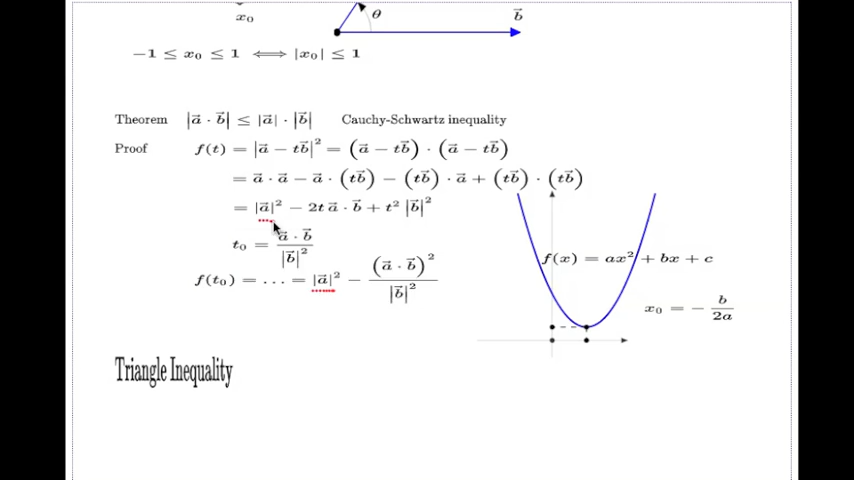 x₀
θ
b⃗
−1 ≤ x₀ ≤ 1 ⟺ |x₀| ≤ 1
Theorem |a⃗ · b⃗| ≤ |a⃗| · |b⃗| Cauchy-Schwartz inequality
Proof f(t) = |a⃗ − tb⃗|² = (a⃗ − tb⃗) · (a⃗ − tb⃗)
= a⃗ · a⃗ − a⃗ · (tb⃗) − (tb⃗) · a⃗ + (tb⃗) · (tb⃗)
= |a⃗|² − 2t a⃗ · b⃗ + t² |b⃗|²
t₀ = (a⃗ · b⃗) / |b⃗|²
f(x) = ax² + bx + c
f(t₀) = ... = |a⃗|² − (a⃗ · b⃗)² / |b⃗|²
x₀ = − b / 2a
Triangle Inequality